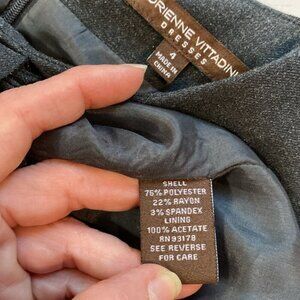 ADRIENNE VITTADINI
DRESSES
4
MADE IN
CHINA
SHELL
75% POLYESTER
22% RAYON
3% SPANDEX
LINING
100% ACETATE
RN 93178
SEE REVERSE
FOR CARE